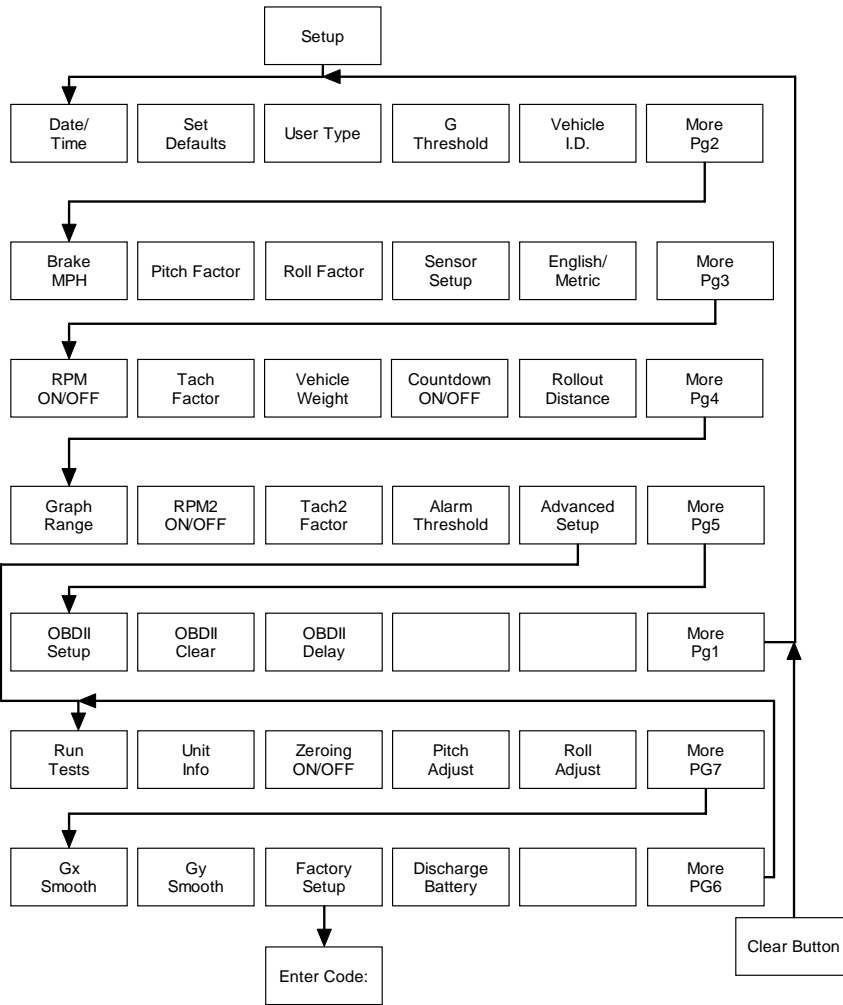 Setup
Date/
Time
Set
Defaults
User Type
G
Threshold
Vehicle
I.D.
More
Pg2
Brake
MPH
Pitch Factor
Roll Factor
Sensor
Setup
English/
Metric
More
Pg3
RPM
ON/OFF
Tach
Factor
Vehicle
Weight
Countdown
ON/OFF
Rollout
Distance
More
Pg4
Graph
Range
RPM2
ON/OFF
Tach2
Factor
Alarm
Threshold
Advanced
Setup
More
Pg5
OBDII
Setup
OBDII
Clear
OBDII
Delay
More
Pg1
Run
Tests
Unit
Info
Zeroing
ON/OFF
Pitch
Adjust
Roll
Adjust
More
PG7
Gx
Smooth
Gy
Smooth
Factory
Setup
Discharge
Battery
More
PG6
Clear Button
Enter Code: